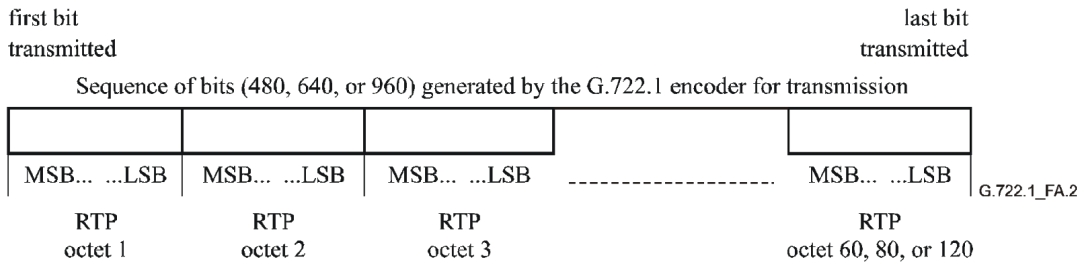 first bit
transmitted
last bit
transmitted
Sequence of bits (480, 640, or 960) generated by the G.722.1 encoder for transmission
MSB... ...LSB MSB... ...LSB MSB... ...LSB MSB... ...LSB
G.722.1_FA.2
RTP
octet 1
RTP
octet 2
RTP
octet 3
RTP
octet 60, 80, or 120